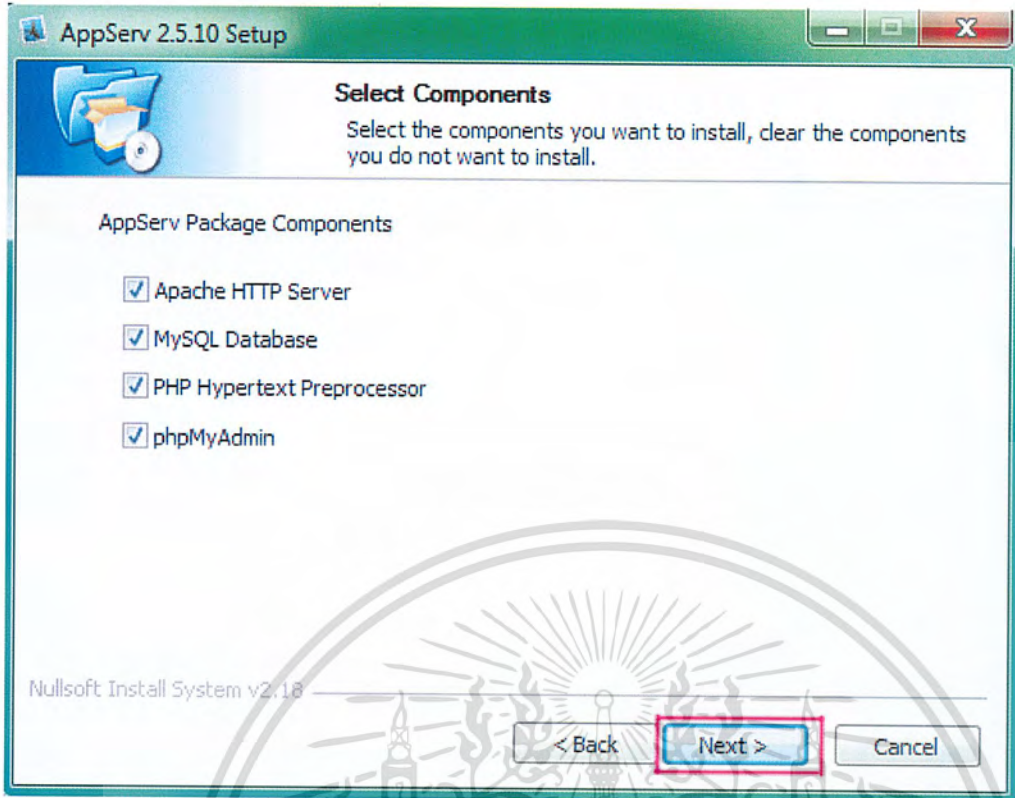 AppServ 2.5.10 Setup
Select Components
Select the components you want to install, clear the components
you do not want to install.
AppServ Package Components
Apache HTTP Server
MySQL Database
PHP Hypertext Preprocessor
phpMyAdmin
Nullsoft Install System v2.18
< Back Next > Cancel